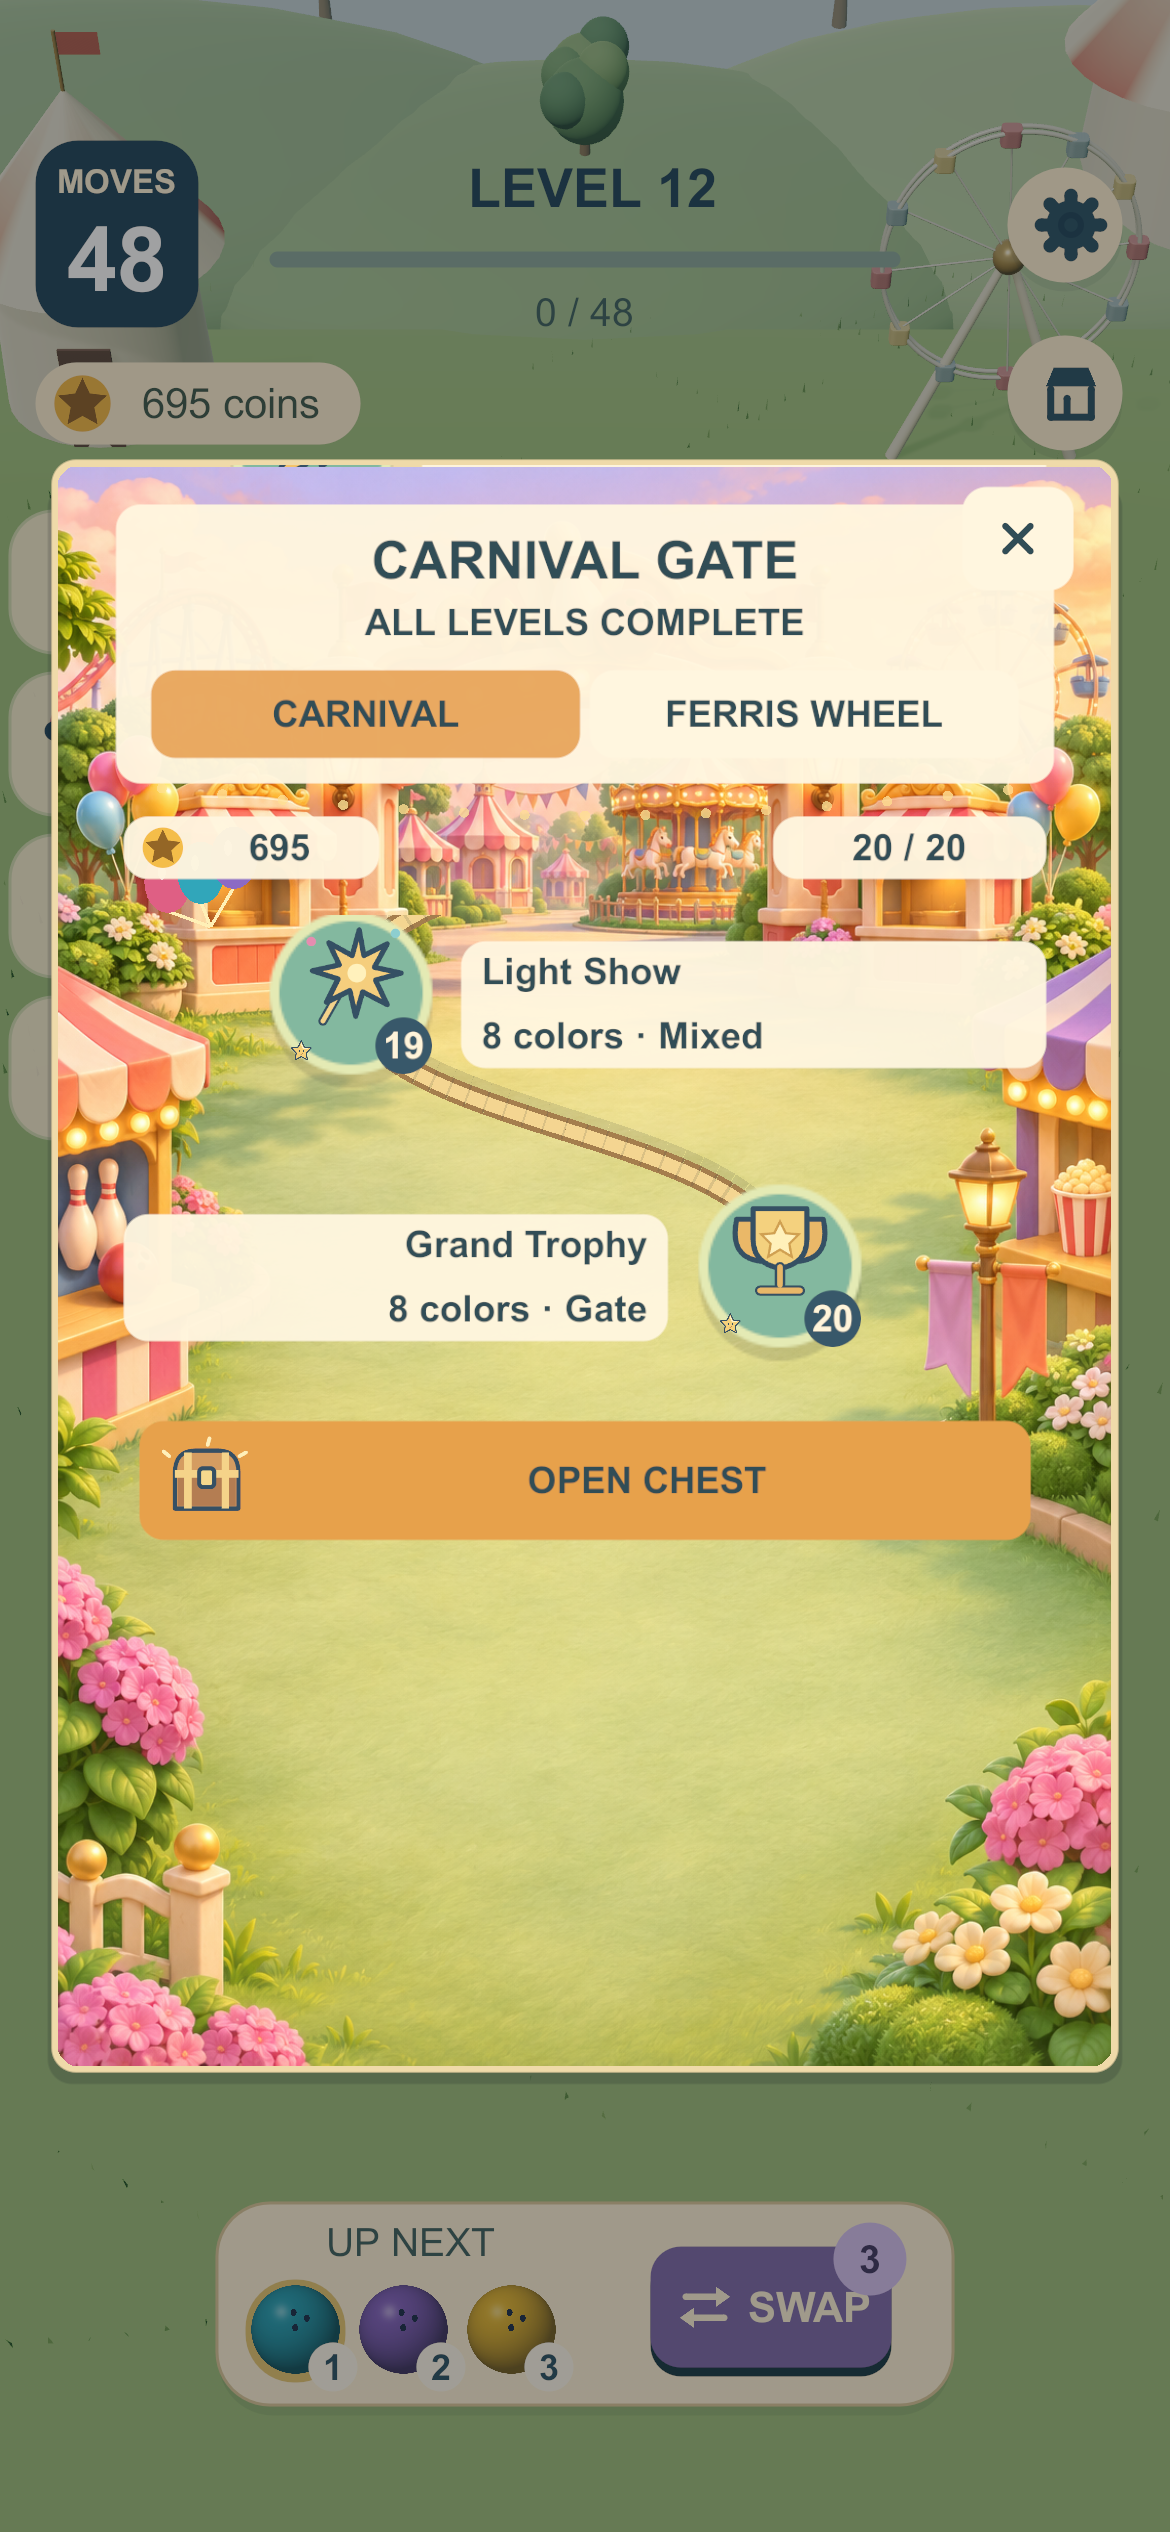 MOVES
48
LEVEL 12
0 / 48
695 coins
CARNIVAL GATE
ALL LEVELS COMPLETE
CARNIVAL
FERRIS WHEEL
695
20 / 20
Light Show
8 colors · Mixed
19
Grand Trophy
8 colors · Gate
20
OPEN CHEST
UP NEXT
1
2
3
SWAP
3